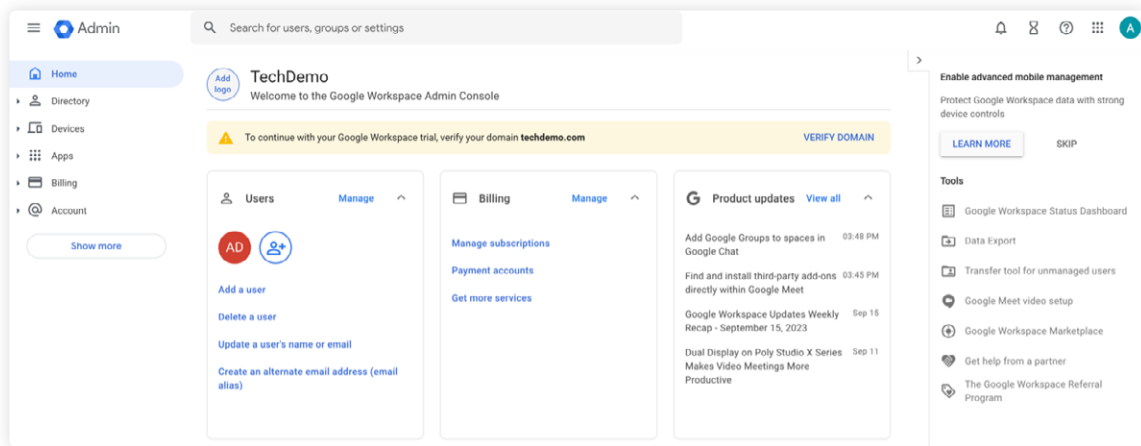 Admin
Search for users, groups or settings
A
Home
Directory
Devices
Apps
Billing
Account
Show more
Add
logo
TechDemo
Welcome to the Google Workspace Admin Console
To continue with your Google Workspace trial, verify your domain techdemo.com
VERIFY DOMAIN
Users
Manage
AD
Add a user
Delete a user
Update a user's name or email
Create an alternate email address (email
alias)
Billing
Manage
Manage subscriptions
Payment accounts
Get more services
G
Product updates
View all
Add Google Groups to spaces in
Google Chat
03:48 PM
Find and install third-party add-ons
directly within Google Meet
03:45 PM
Google Workspace Updates Weekly
Recap - September 15, 2023
Sep 15
Dual Display on Poly Studio X Series
Makes Video Meetings More
Productive
Sep 11
Enable advanced mobile management
Protect Google Workspace data with strong
device controls
LEARN MORE
SKIP
Tools
Google Workspace Status Dashboard
Data Export
Transfer tool for unmanaged users
Google Meet video setup
Google Workspace Marketplace
Get help from a partner
The Google Workspace Referral
Program